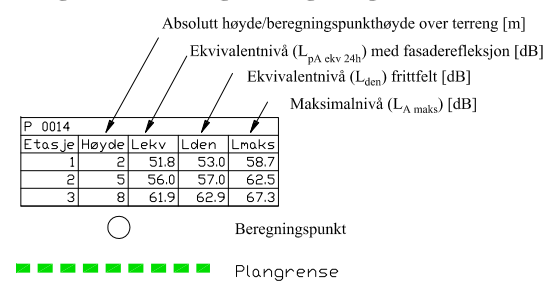 Absolutt høyde/beregningspunkthøyde over terreng [m]
Ekvivalentnivå (LpA ekv 24h) med fasaderefleksjon [dB]
Ekvivalentnivå (Lden) frittfelt [dB]
Maksimalnivå (LA maks) [dB]
P 0014
Etasje Høyde Lekv Lden Lmaks
1 2 51.8 53.0 58.7
2 5 56.0 57.0 62.5
3 8 61.9 62.9 67.3
Beregningspunkt
Plangrense